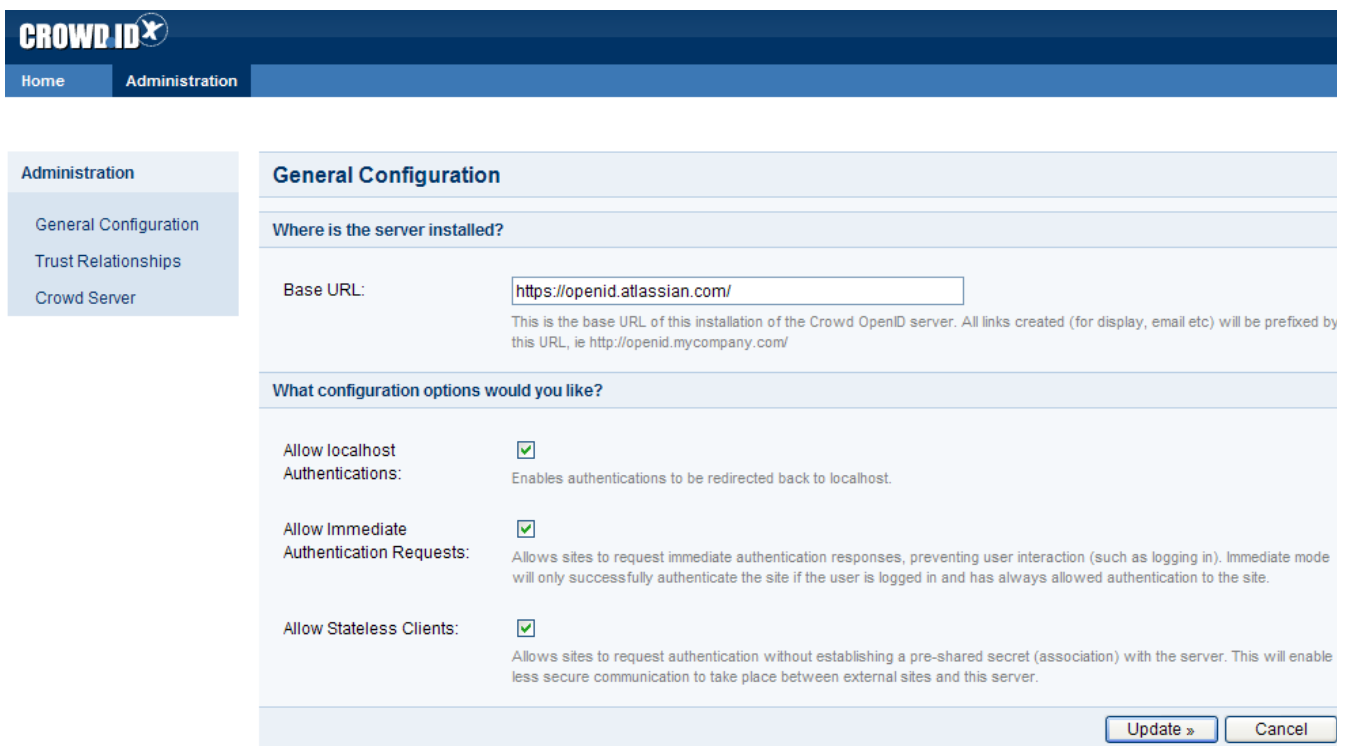 CROWD.ID
Home Administration
Administration
General Configuration
Trust Relationships
Crowd Server
General Configuration
Where is the server installed?
Base URL: https://openid.atlassian.com/
This is the base URL of this installation of the Crowd OpenID server. All links created (for display, email etc) will be prefixed by
this URL, ie http://openid.mycompany.com/
What configuration options would you like?
Allow localhost
Authentications:
Enables authentications to be redirected back to localhost.
Allow Immediate
Authentication Requests:
Allows sites to request immediate authentication responses, preventing user interaction (such as logging in). Immediate mode
will only successfully authenticate the site if the user is logged in and has always allowed authentication to the site.
Allow Stateless Clients:
Allows sites to request authentication without establishing a pre-shared secret (association) with the server. This will enable
less secure communication to take place between external sites and this server.
Update » Cancel